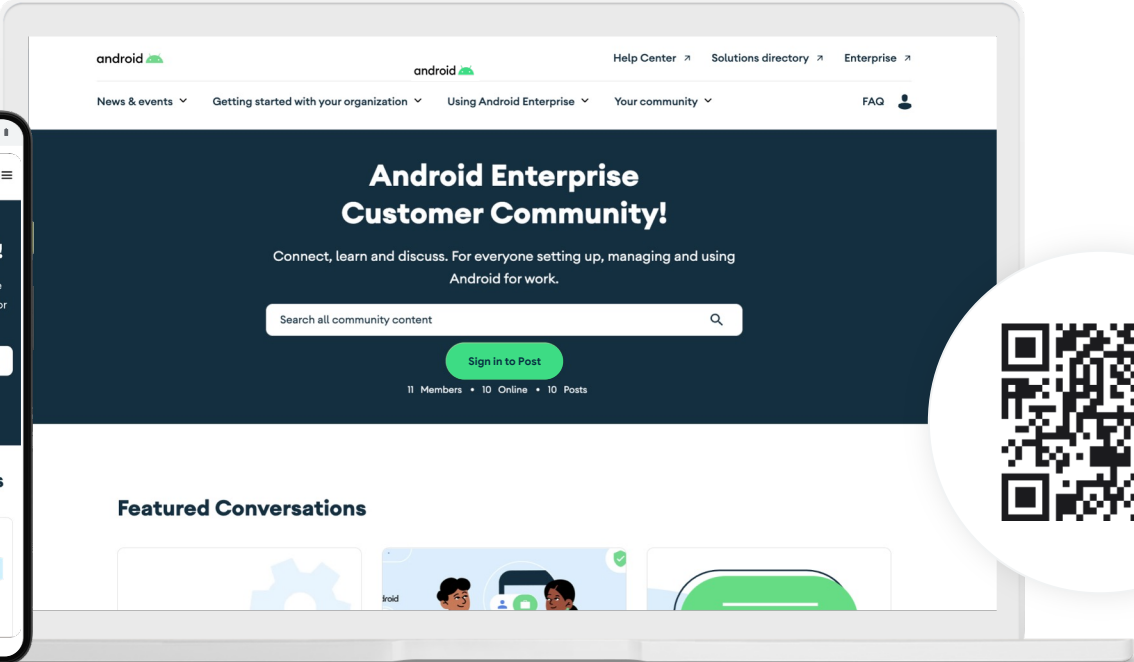 android
Help Center
Solutions directory
Enterprise
android
News & events
Getting started with your organization
Using Android Enterprise
Your community
FAQ
Android Enterprise
Customer Community!
Connect, learn and discuss. For everyone setting up, managing and using
Android for work.
Search all community content
Sign in to Post
11 Members • 10 Online • 10 Posts
Featured Conversations